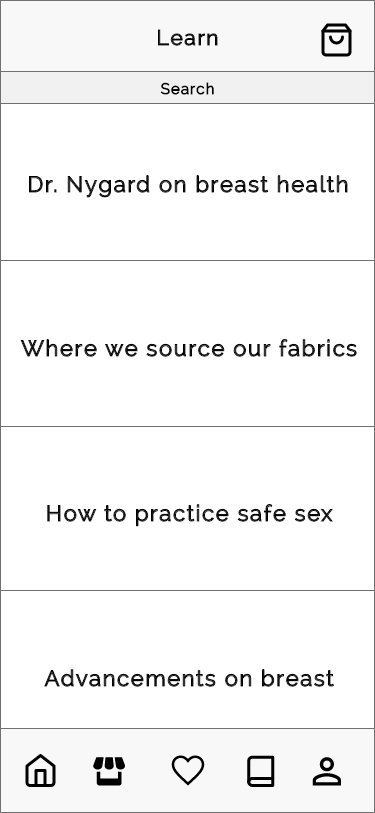 Learn
Search
Dr. Nygard on breast health
Where we source our fabrics
How to practice safe sex
Advancements on breast